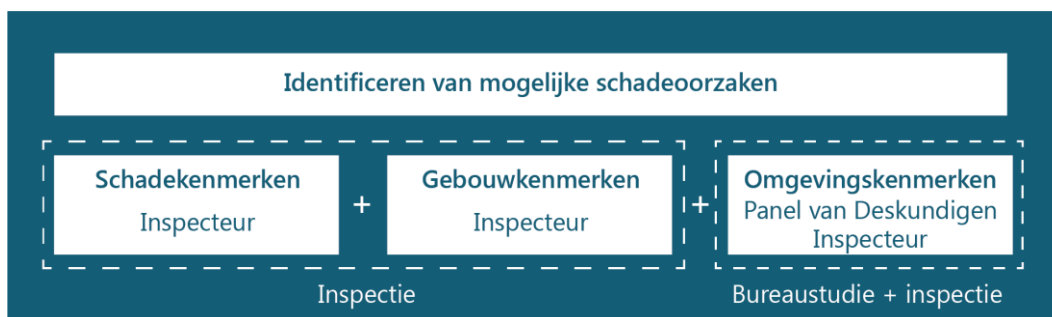 Identificeren van mogelijke schadeoorzaken
Schadekenmerken
Inspecteur
+
Gebouwkenmerken
Inspecteur
+
Omgevingskenmerken
Panel van Deskundigen
Inspecteur
Inspectie
Bureaustudie + inspectie